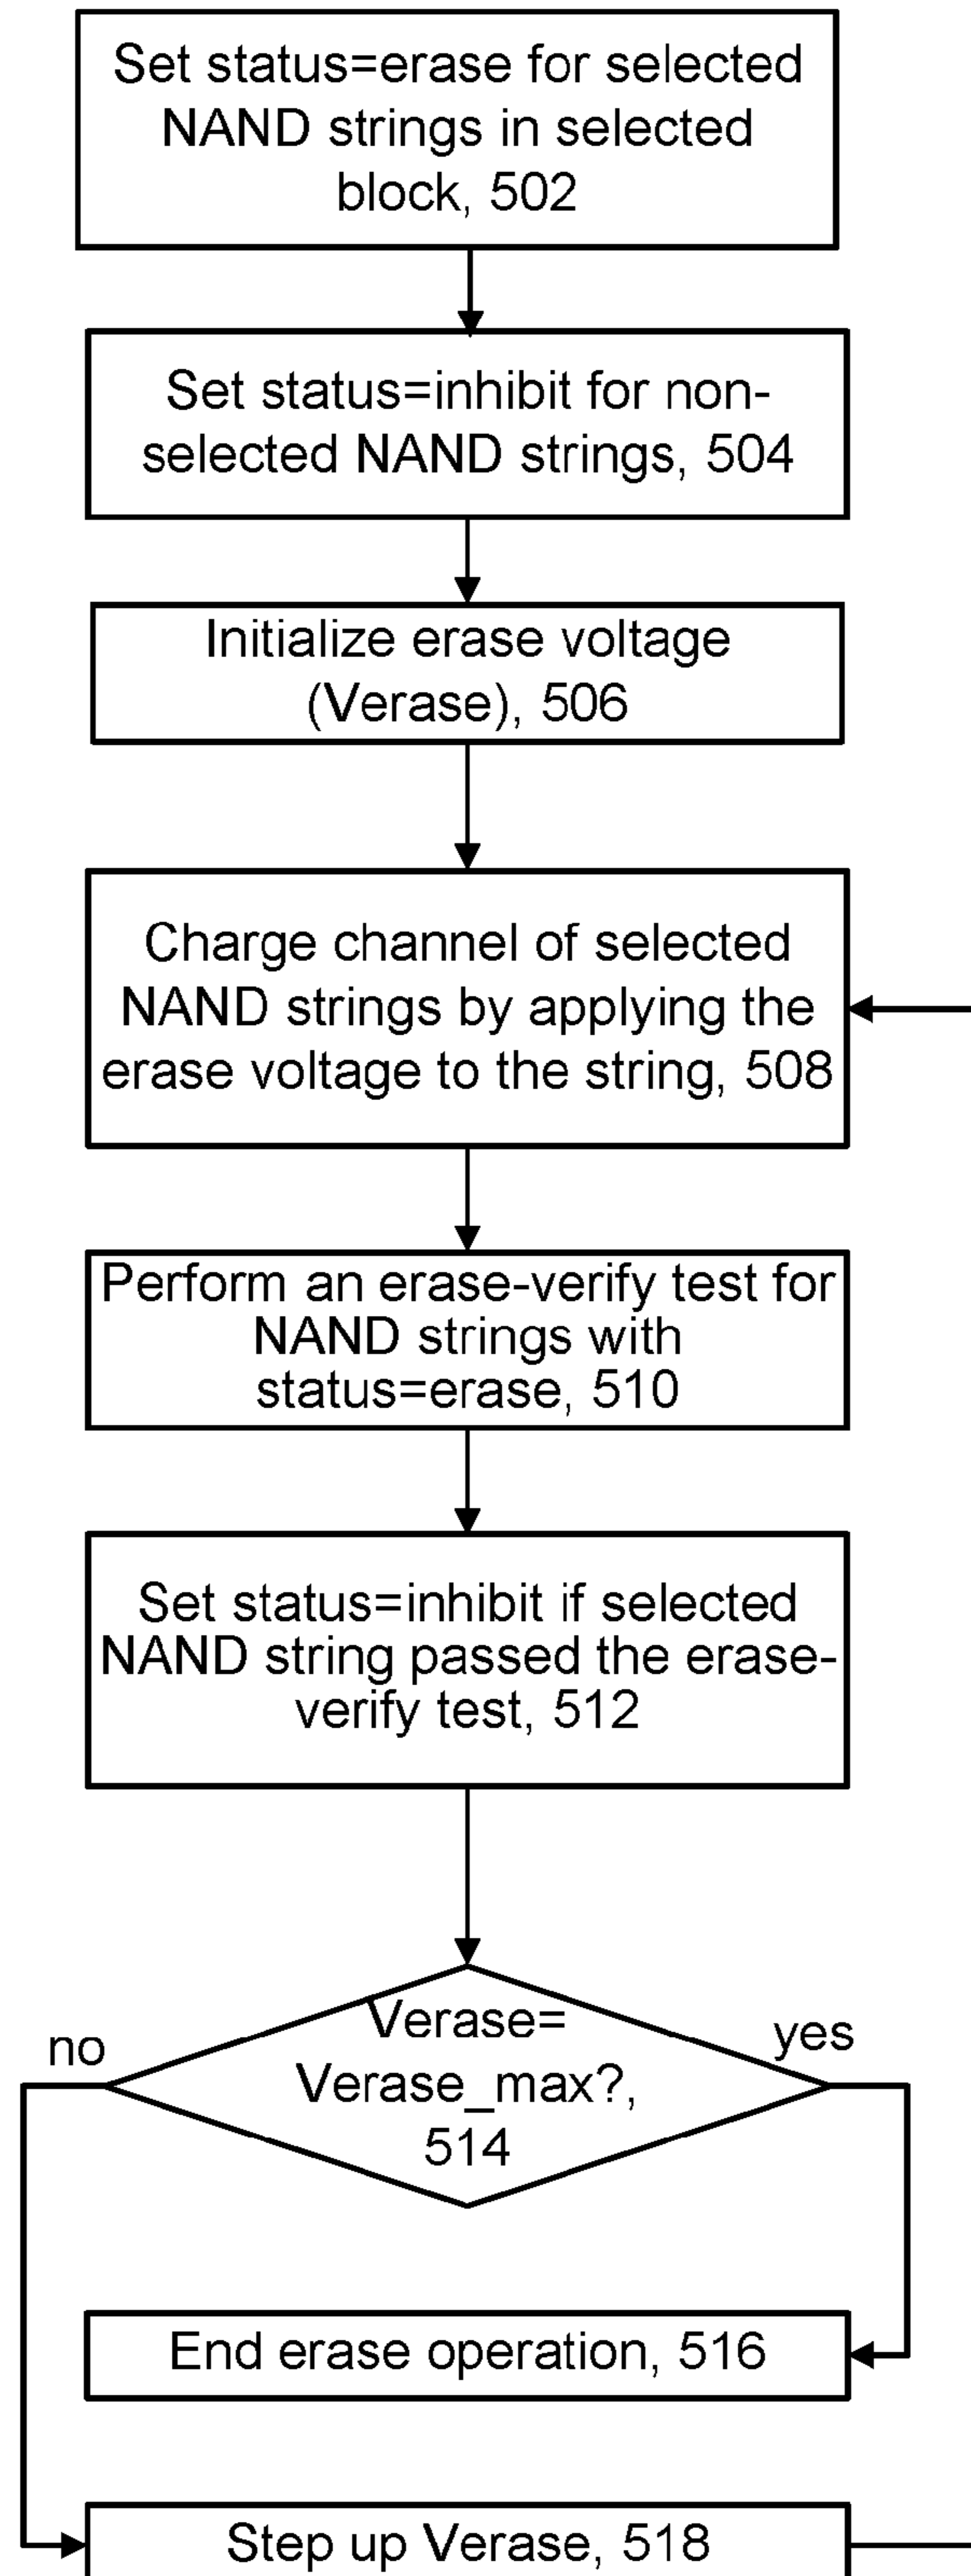 Set status=erase for selected
NAND strings in selected
block, 502
Set status=inhibit for non-
selected NAND strings, 504
Initialize erase voltage
(Verase), 506
Charge channel of selected
NAND strings by applying the
erase voltage to the string, 508
Perform an erase-verify test for
NAND strings with
status=erase, 510
Set status=inhibit if selected
NAND string passed the erase-
verify test, 512
no
yes
Verase=
Verase_max?,
514
End erase operation, 516
Step up Verase, 518